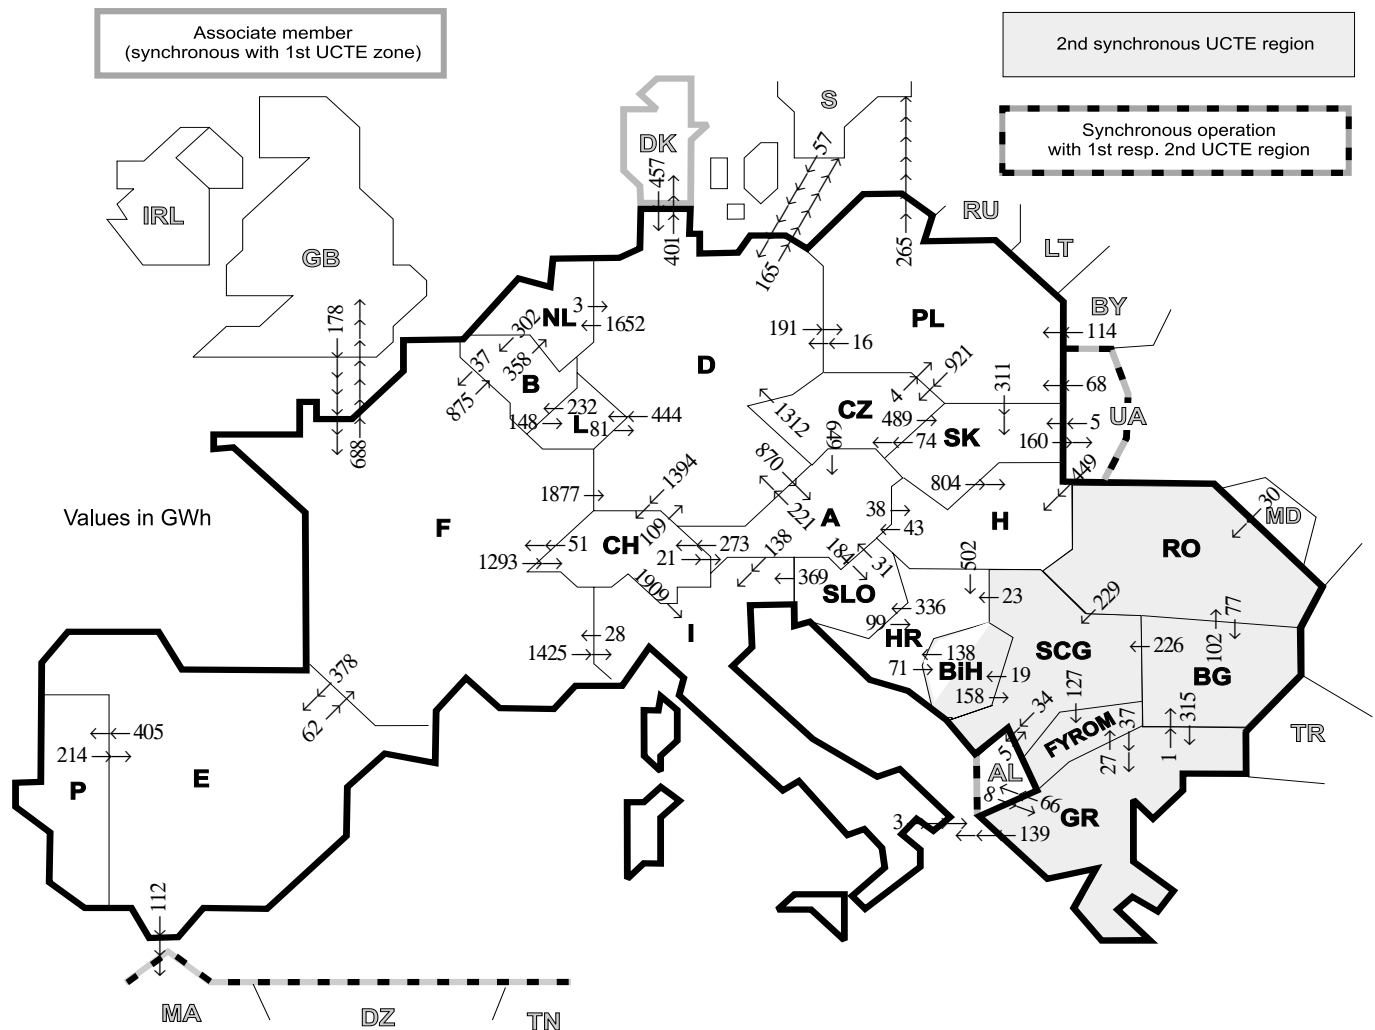 Associate member
(synchronous with 1st UCTE zone)
2nd synchronous UCTE region
Synchronous operation
with 1st resp. 2nd UCTE region
S
DK
57
457
IRL
GB
RU
LT
401
165
265
BY
178
3
1652
NL
302
PL
191
16
114
358
37
D
921
4
311
68
875
B
232
148
L
81
444
1312
CZ
489
74
SK
5
160
UA
688
649
1394
870
804
449
1877
221
38
43
A
H
30
MD
Values in GWh
F
51
1293
CH
109
273
21
138
184
31
502
RO
1909
369
SLO
336
99
23
229
77
102
I
28
1425
HR
138
71
BiH
19
158
SCG
226
BG
378
62
127
34
37
315
FYROM
TR
405
214
5
AL
27
1
P
E
8
66
GR
3
139
112
MA
DZ
TN